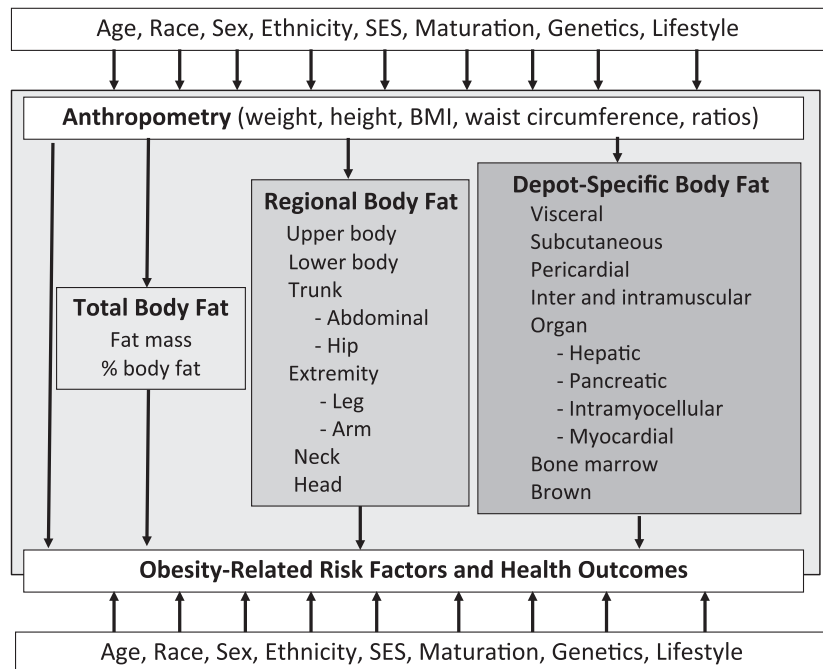 Age, Race, Sex, Ethnicity, SES, Maturation, Genetics, Lifestyle
Anthropometry (weight, height, BMI, waist circumference, ratios)
Total Body Fat
Fat mass
% body fat
Regional Body Fat
Upper body
Lower body
Trunk
- Abdominal
- Hip
Extremity
- Leg
- Arm
Neck
Head
Depot-Specific Body Fat
Visceral
Subcutaneous
Pericardial
Inter and intramuscular
Organ
- Hepatic
- Pancreatic
- Intramyocellular
- Myocardial
Bone marrow
Brown
Obesity-Related Risk Factors and Health Outcomes
Age, Race, Sex, Ethnicity, SES, Maturation, Genetics, Lifestyle